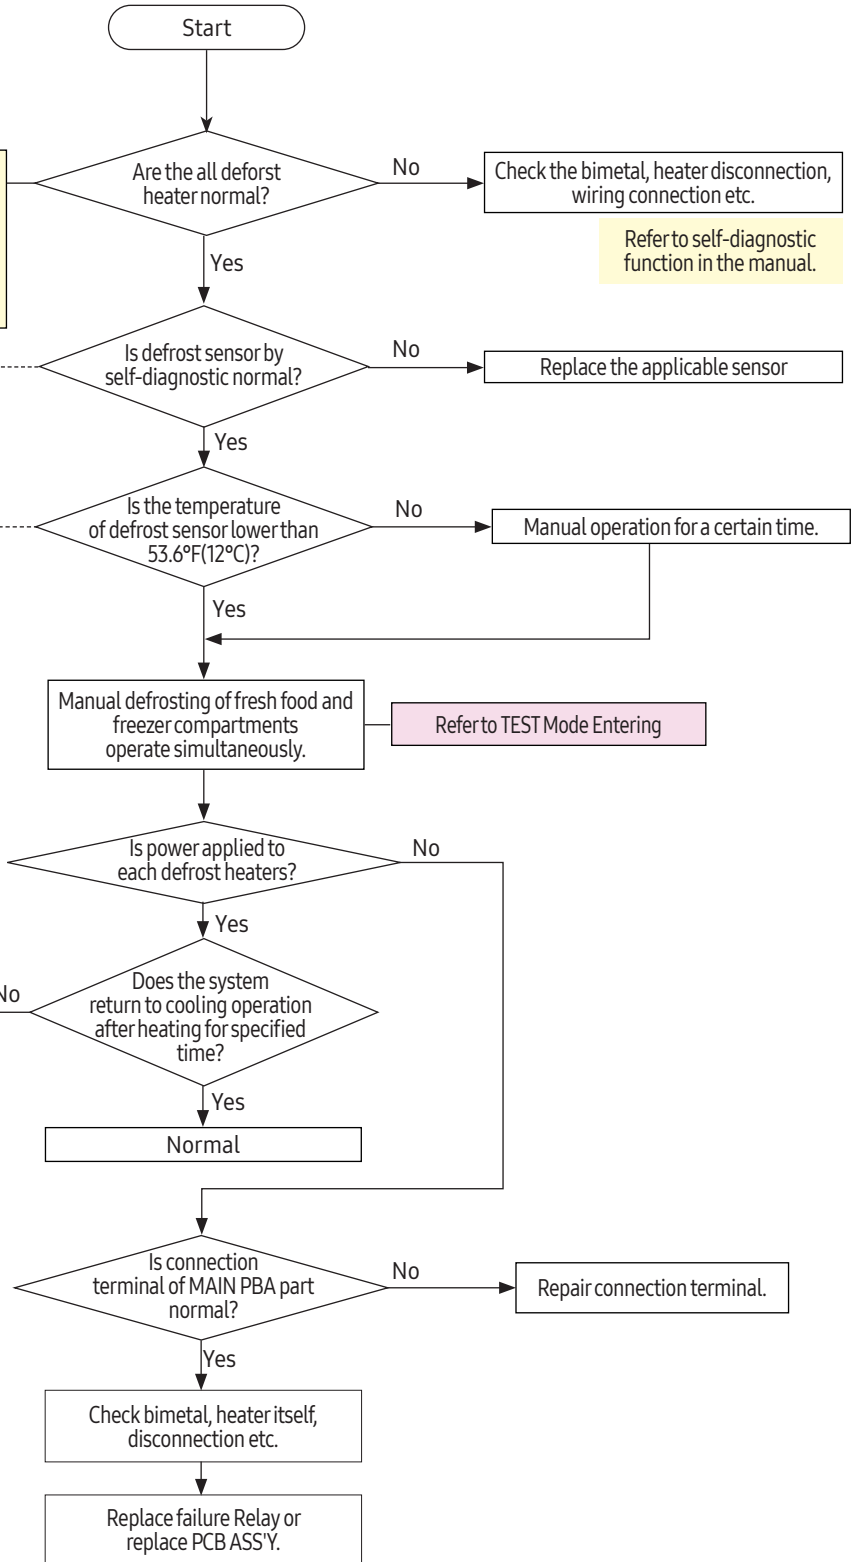 Start
Are the all deforst
heater normal?
No
Check the bimetal, heater disconnection,
wiring connection etc.
Refer to self-diagnostic
function in the manual.
Yes
Is defrost sensor by
self-diagnostic normal?
No
Replace the applicable sensor
Yes
Is the temperature
of defrost sensor lower than
53.6°F(12°C)?
No
Manual operation for a certain time.
Yes
Manual defrosting of fresh food and
freezer compartments
operate simultaneously.
Refer to TEST Mode Entering
Is power applied to
each defrost heaters?
No
Yes
Does the system
return to cooling operation
after heating for specified
time?
No
Yes
Normal
Is connection
terminal of MAIN PBA part
normal?
No
Repair connection terminal.
Yes
Check bimetal, heater itself,
disconnection etc.
Replace failure Relay or
replace PCB ASS'Y.